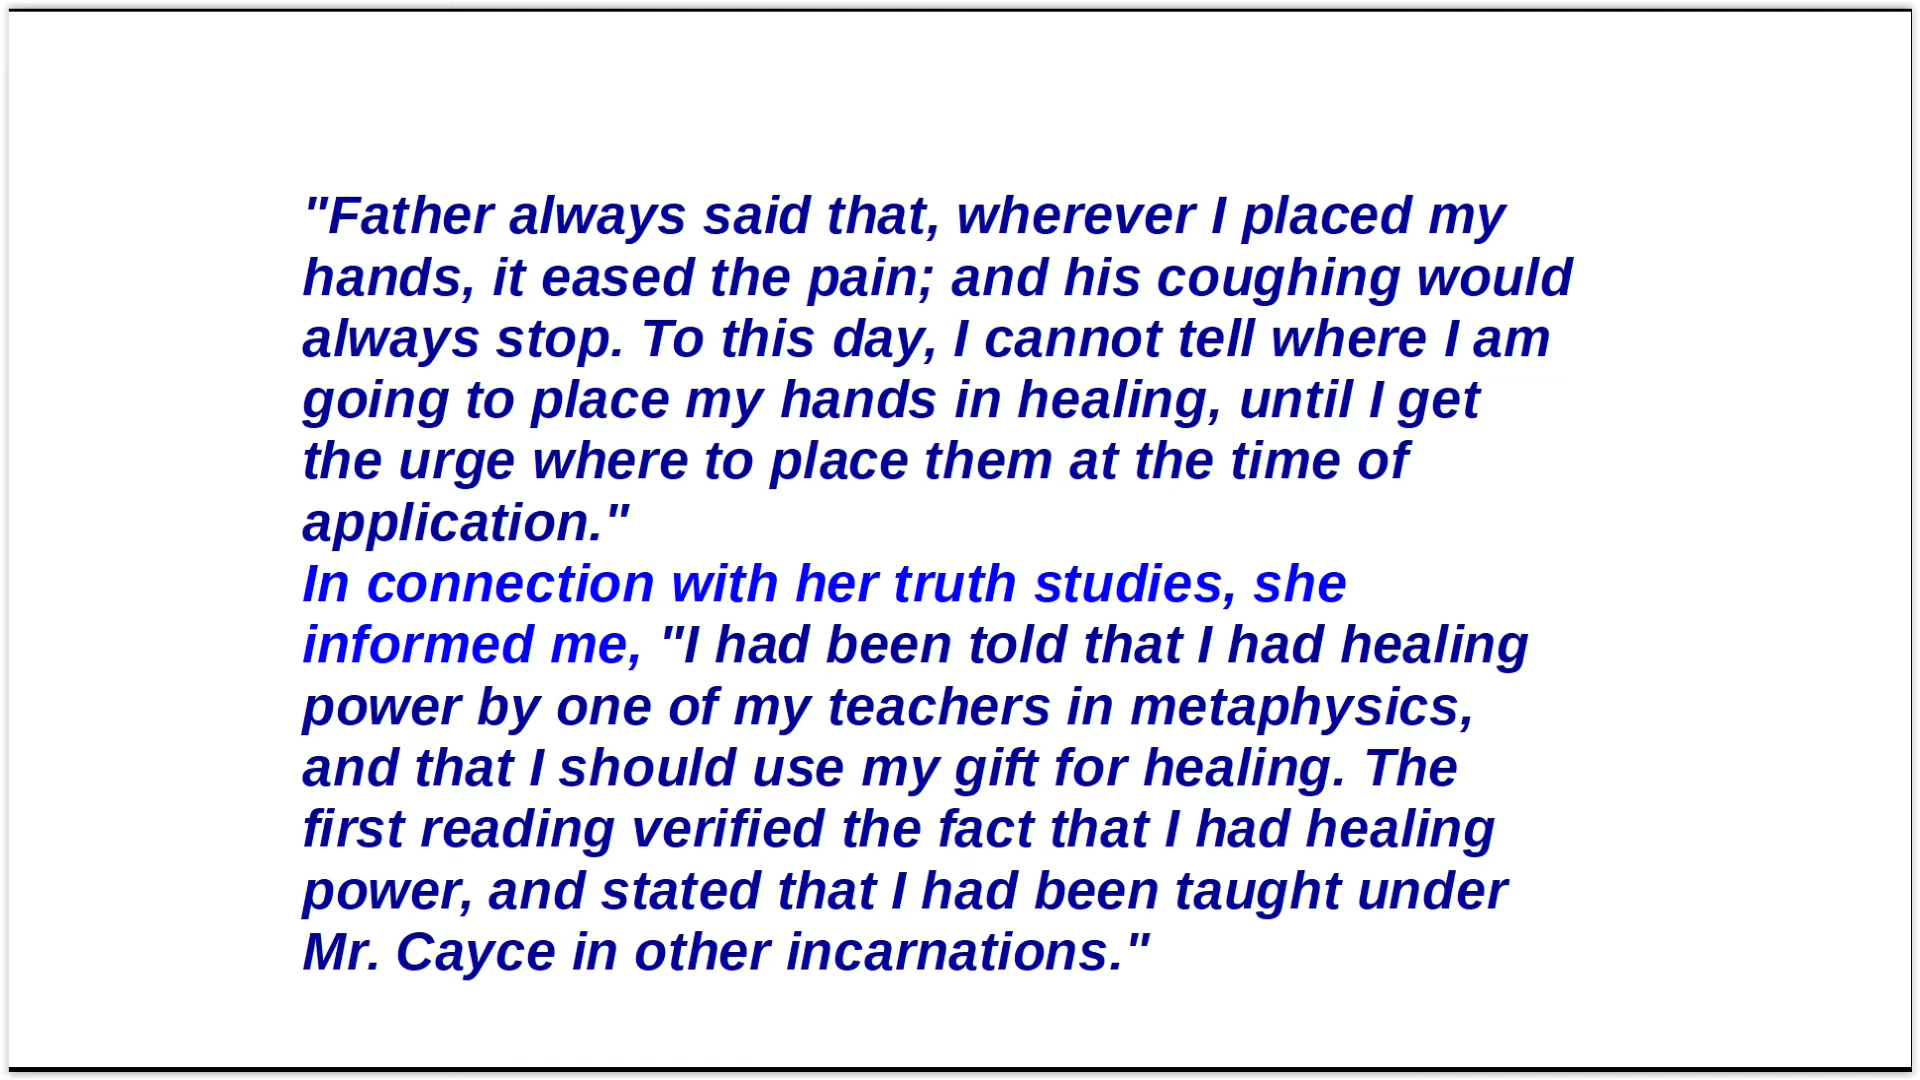 "Father always said that, wherever I placed my
hands, it eased the pain; and his coughing would
always stop. To this day, I cannot tell where I am
going to place my hands in healing, until I get
the urge where to place them at the time of
application."
In connection with her truth studies, she
informed me, "I had been told that I had healing
power by one of my teachers in metaphysics,
and that I should use my gift for healing. The
first reading verified the fact that I had healing
power, and stated that I had been taught under
Mr. Cayce in other incarnations."